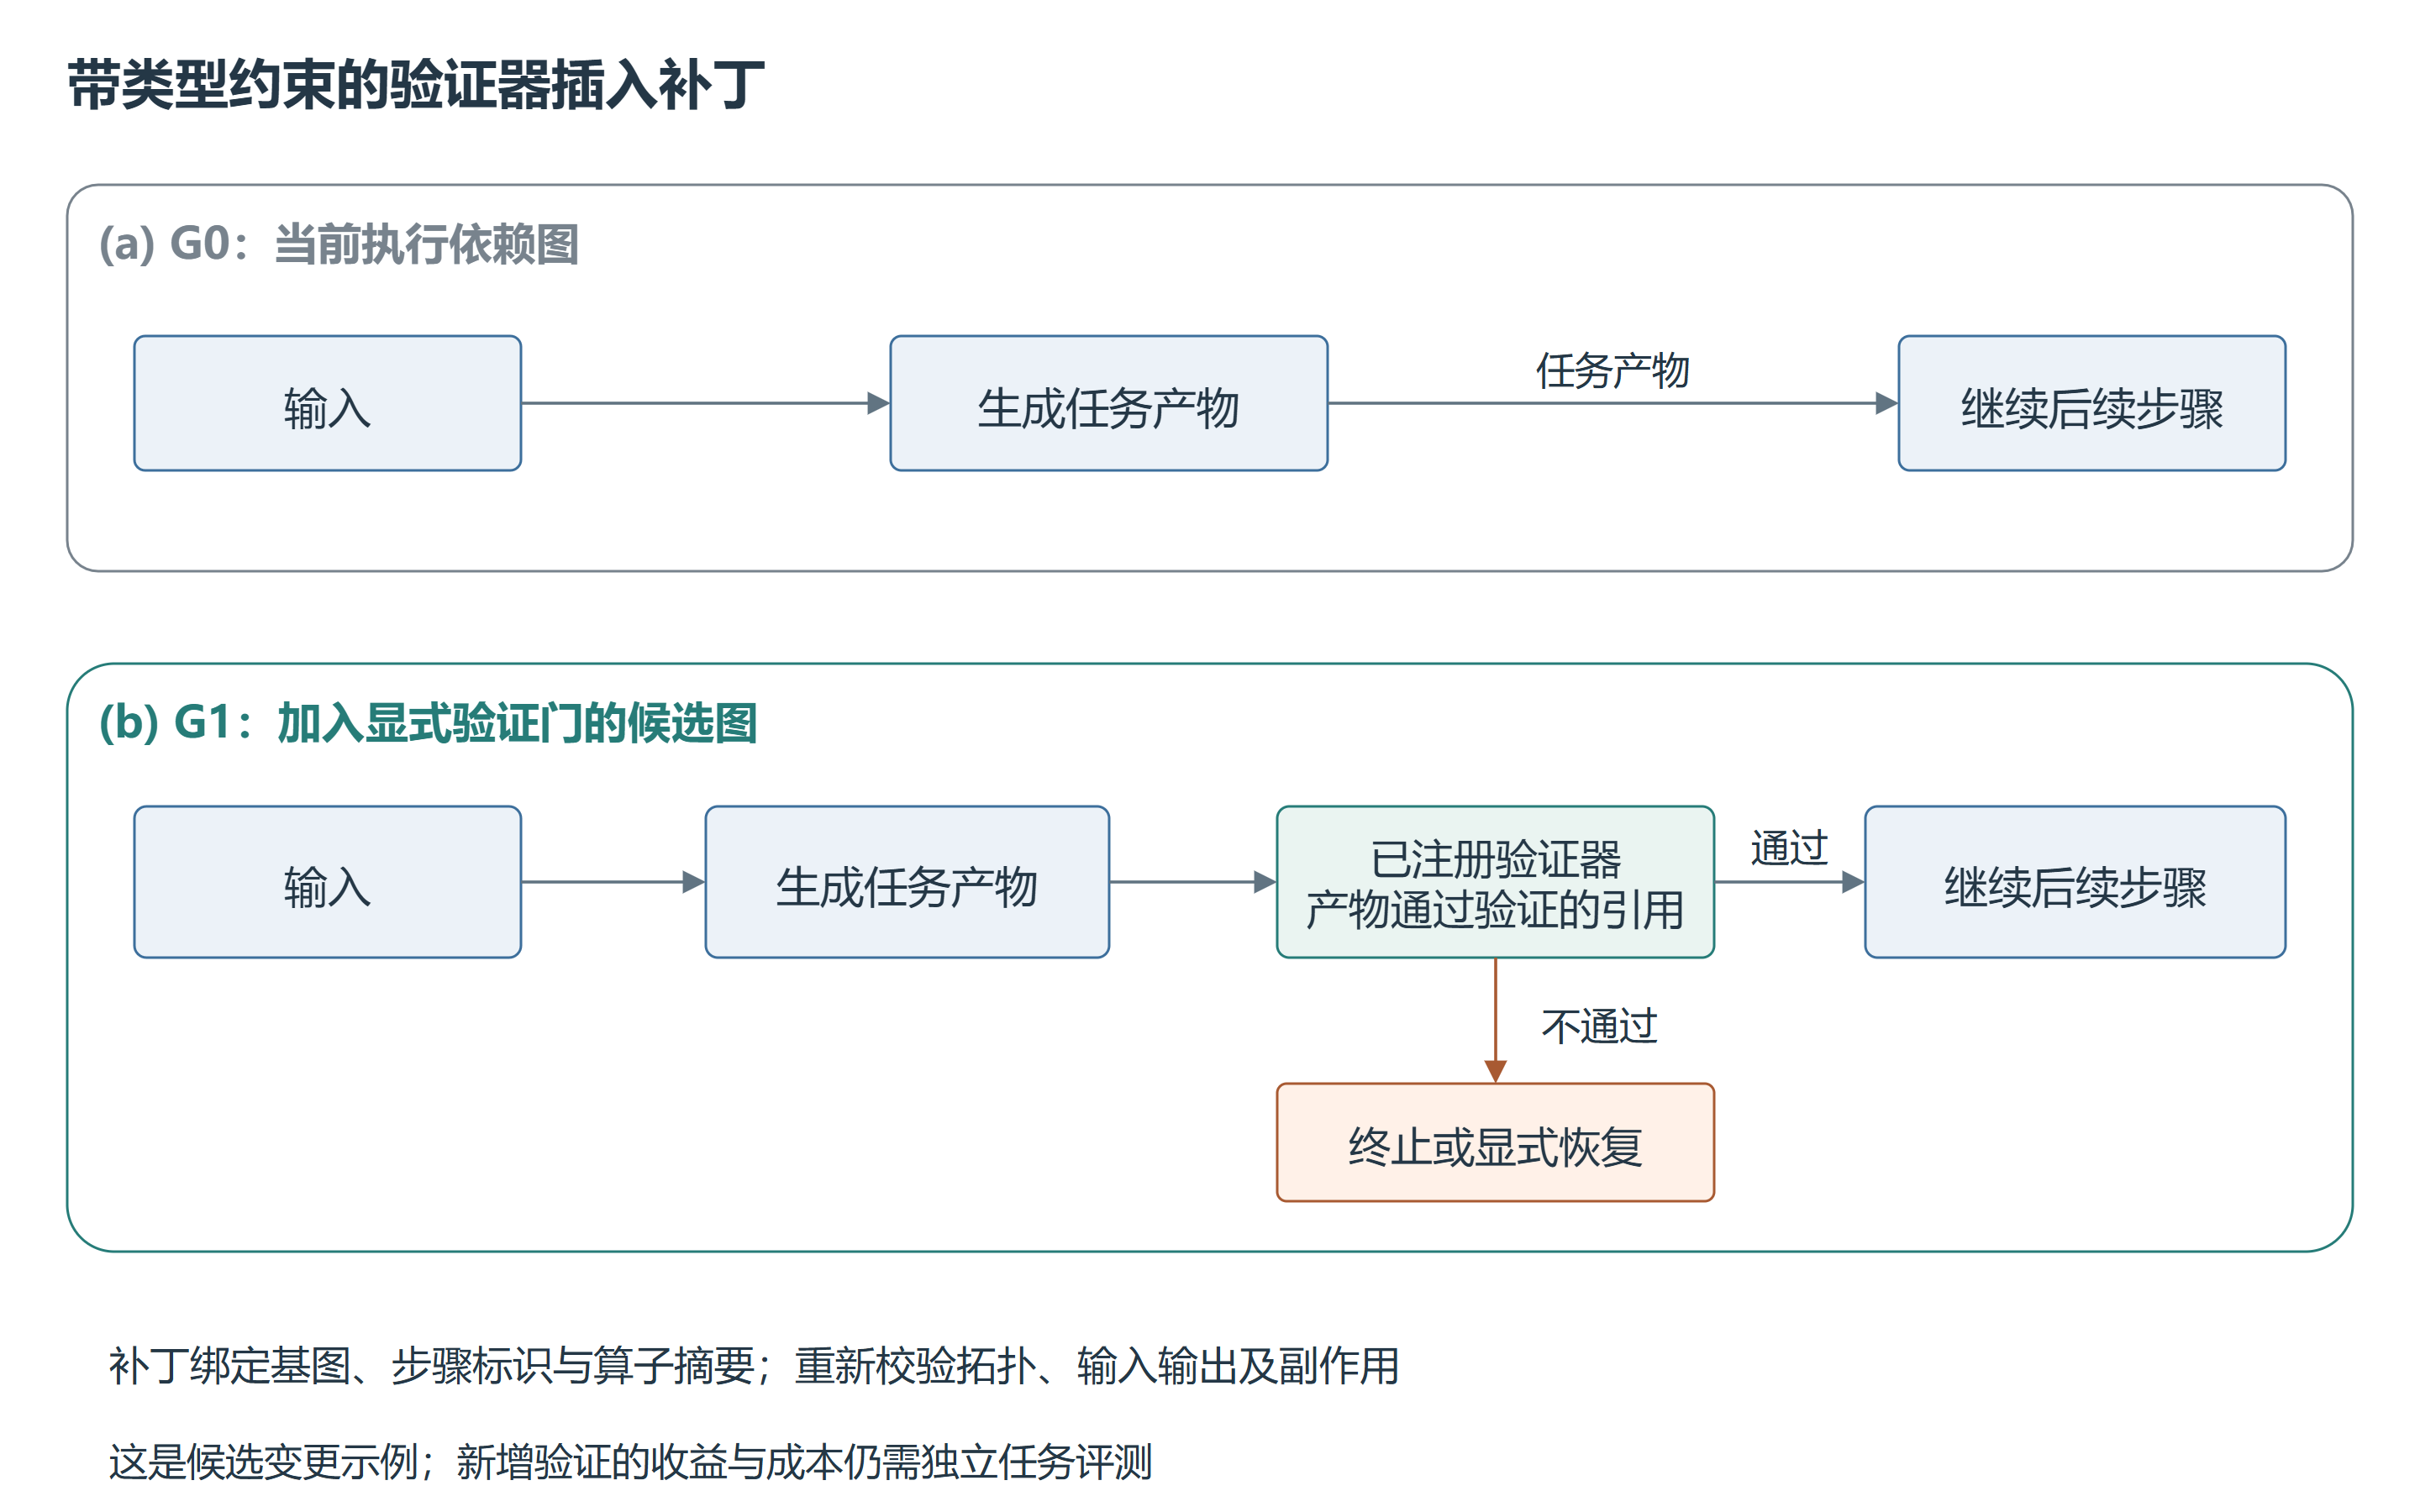 带类型约束的验证器插入补丁
(a) G0：当前执行依赖图
输入
生成任务产物
任务产物
继续后续步骤
(b) G1：加入显式验证门的候选图
输入
生成任务产物
已注册验证器
产物通过验证的引用
通过
继续后续步骤
不通过
终止或显式恢复
补丁绑定基图、步骤标识与算子摘要；重新校验拓扑、输入输出及副作用
这是候选变更示例；新增验证的收益与成本仍需独立任务评测